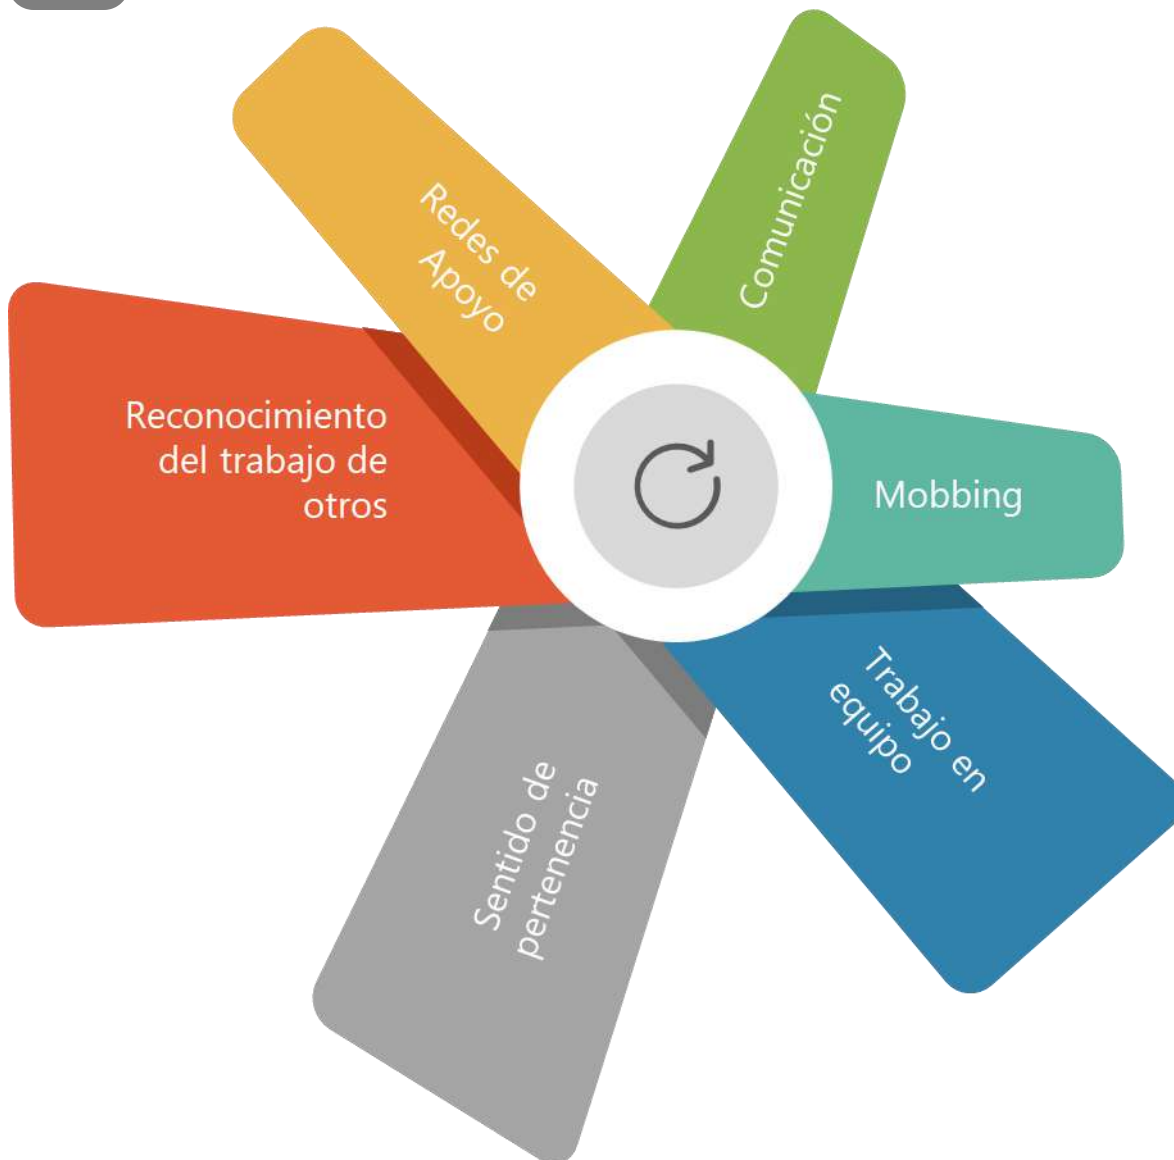 Comunicación
Mobbing
Trabajo en
equipo
Sentido de
pertenencia
Reconocimiento
del trabajo de
otros
Redes de
Apoyo